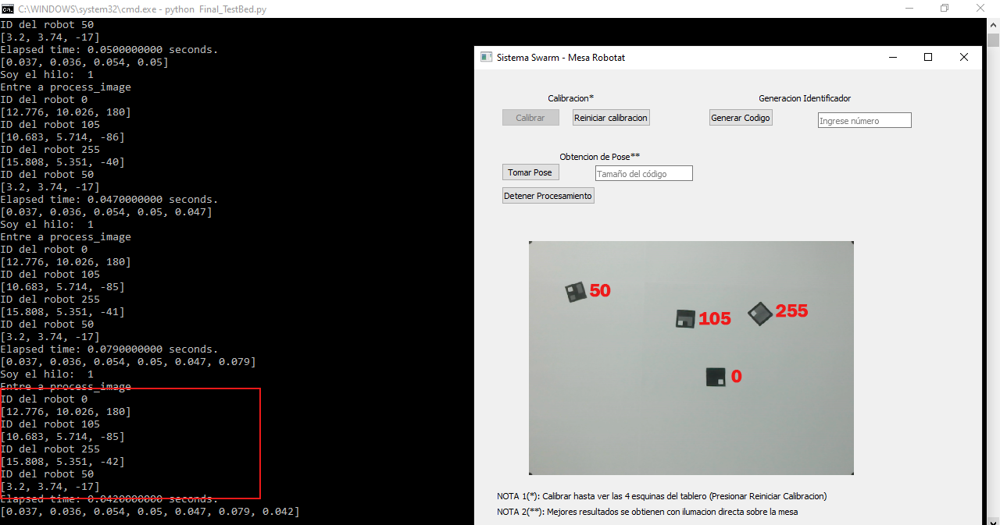 C:\WINDOWS\system32\cmd.exe - python  Final_TestBed.py
ID del robot 50
[3.2, 3.74, -17]
Elapsed time: 0.0500000000 seconds.
[0.037, 0.036, 0.054, 0.05]
Soy el hilo:  1
Entre a process_image
ID del robot 0
[12.776, 10.026, 180]
ID del robot 105
[10.683, 5.714, -86]
ID del robot 255
[15.808, 5.351, -40]
ID del robot 50
[3.2, 3.74, -17]
Elapsed time: 0.0470000000 seconds.
[0.037, 0.036, 0.054, 0.05, 0.047]
Soy el hilo:  1
Entre a process_image
ID del robot 0
[12.776, 10.026, 180]
ID del robot 105
[10.683, 5.714, -85]
ID del robot 255
[15.808, 5.351, -41]
ID del robot 50
[3.2, 3.74, -17]
Elapsed time: 0.0790000000 seconds.
[0.037, 0.036, 0.054, 0.05, 0.047, 0.079]
Soy el hilo:  1
Entre a process_image
ID del robot 0
[12.776, 10.026, 180]
ID del robot 105
[10.683, 5.714, -85]
ID del robot 255
[15.808, 5.351, -42]
ID del robot 50
[3.2, 3.74, -17]
Elapsed time: 0.0420000000 seconds.
[0.037, 0.036, 0.054, 0.05, 0.047, 0.079, 0.042]
Sistema Swarm - Mesa Robotat
Calibracion*
Generacion Identificador
Calibrar
Reiniciar calibracion
Generar Codigo
Ingrese número
Obtencion de Pose**
Tomar Pose
Tamaño del código
Detener Procesamiento
50
105
255
0
NOTA 1(*): Calibrar hasta ver las 4 esquinas del tablero (Presionar Reiniciar Calibracion)
NOTA 2(**): Mejores resultados se obtienen con ilumacion directa sobre la mesa